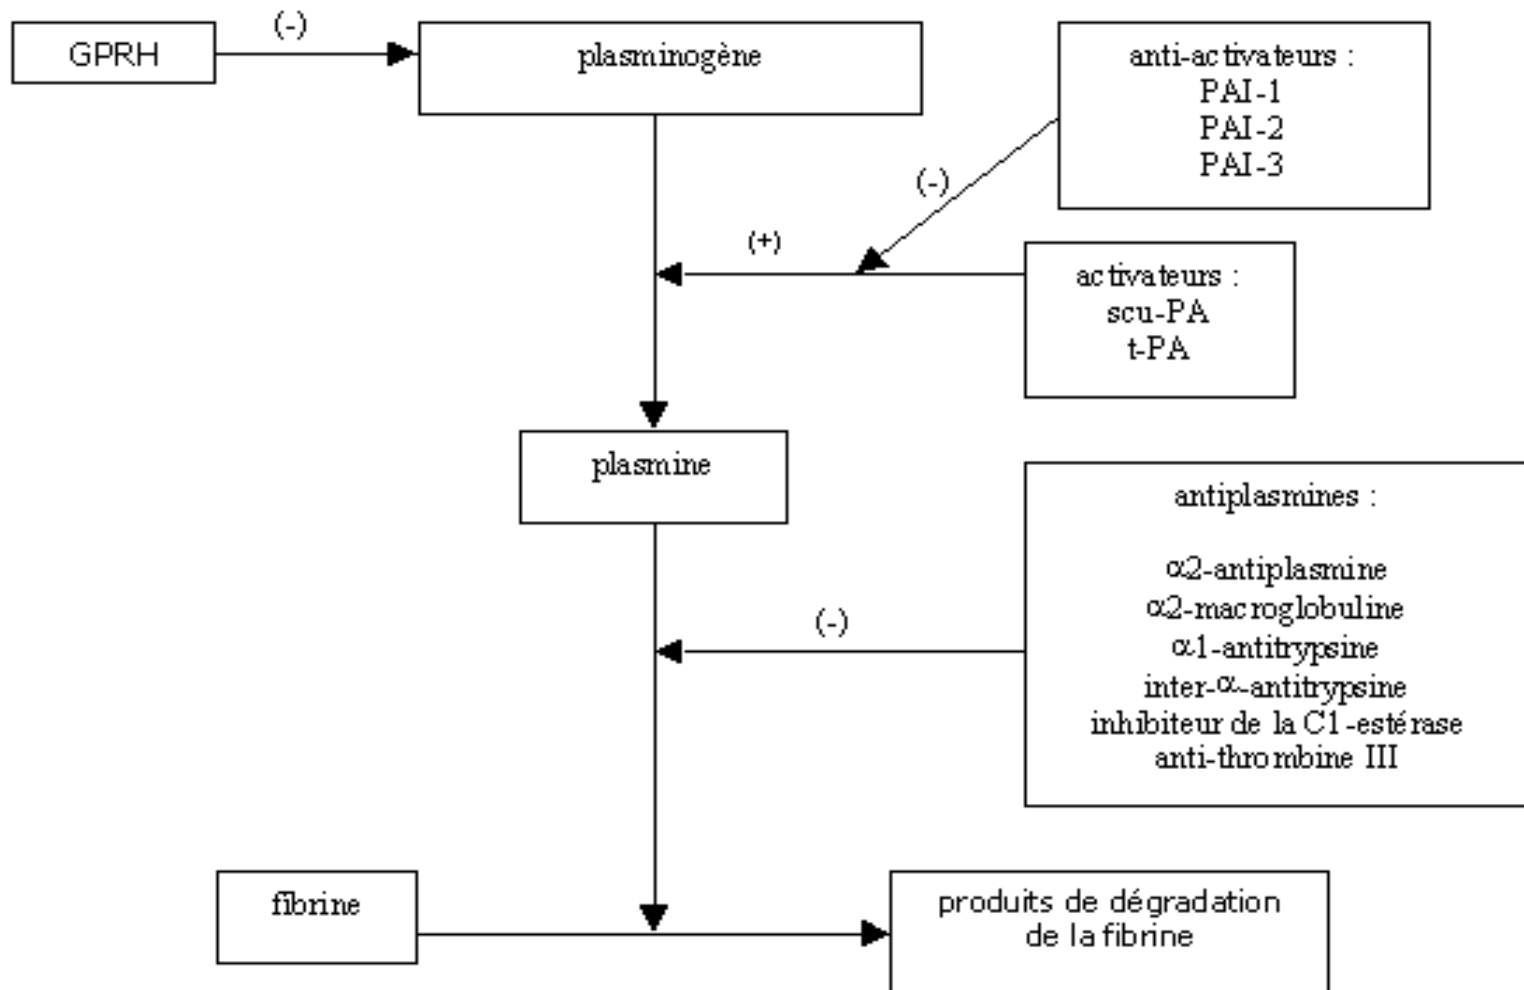 GPRH
(-)
plasminogène
anti-activateurs :
PAI-1
PAI-2
PAI-3
(-)
(+)
activateurs :
scu-PA
t-PA
plasmine
antiplasmines :
α2-antiplasmine
α2-macroglobuline
α1-antitrypsine
inter-α-antitrypsine
inhibiteur de la C1-estérase
anti-thrombine III
(-)
fibrine
produits de dégradation
de la fibrine